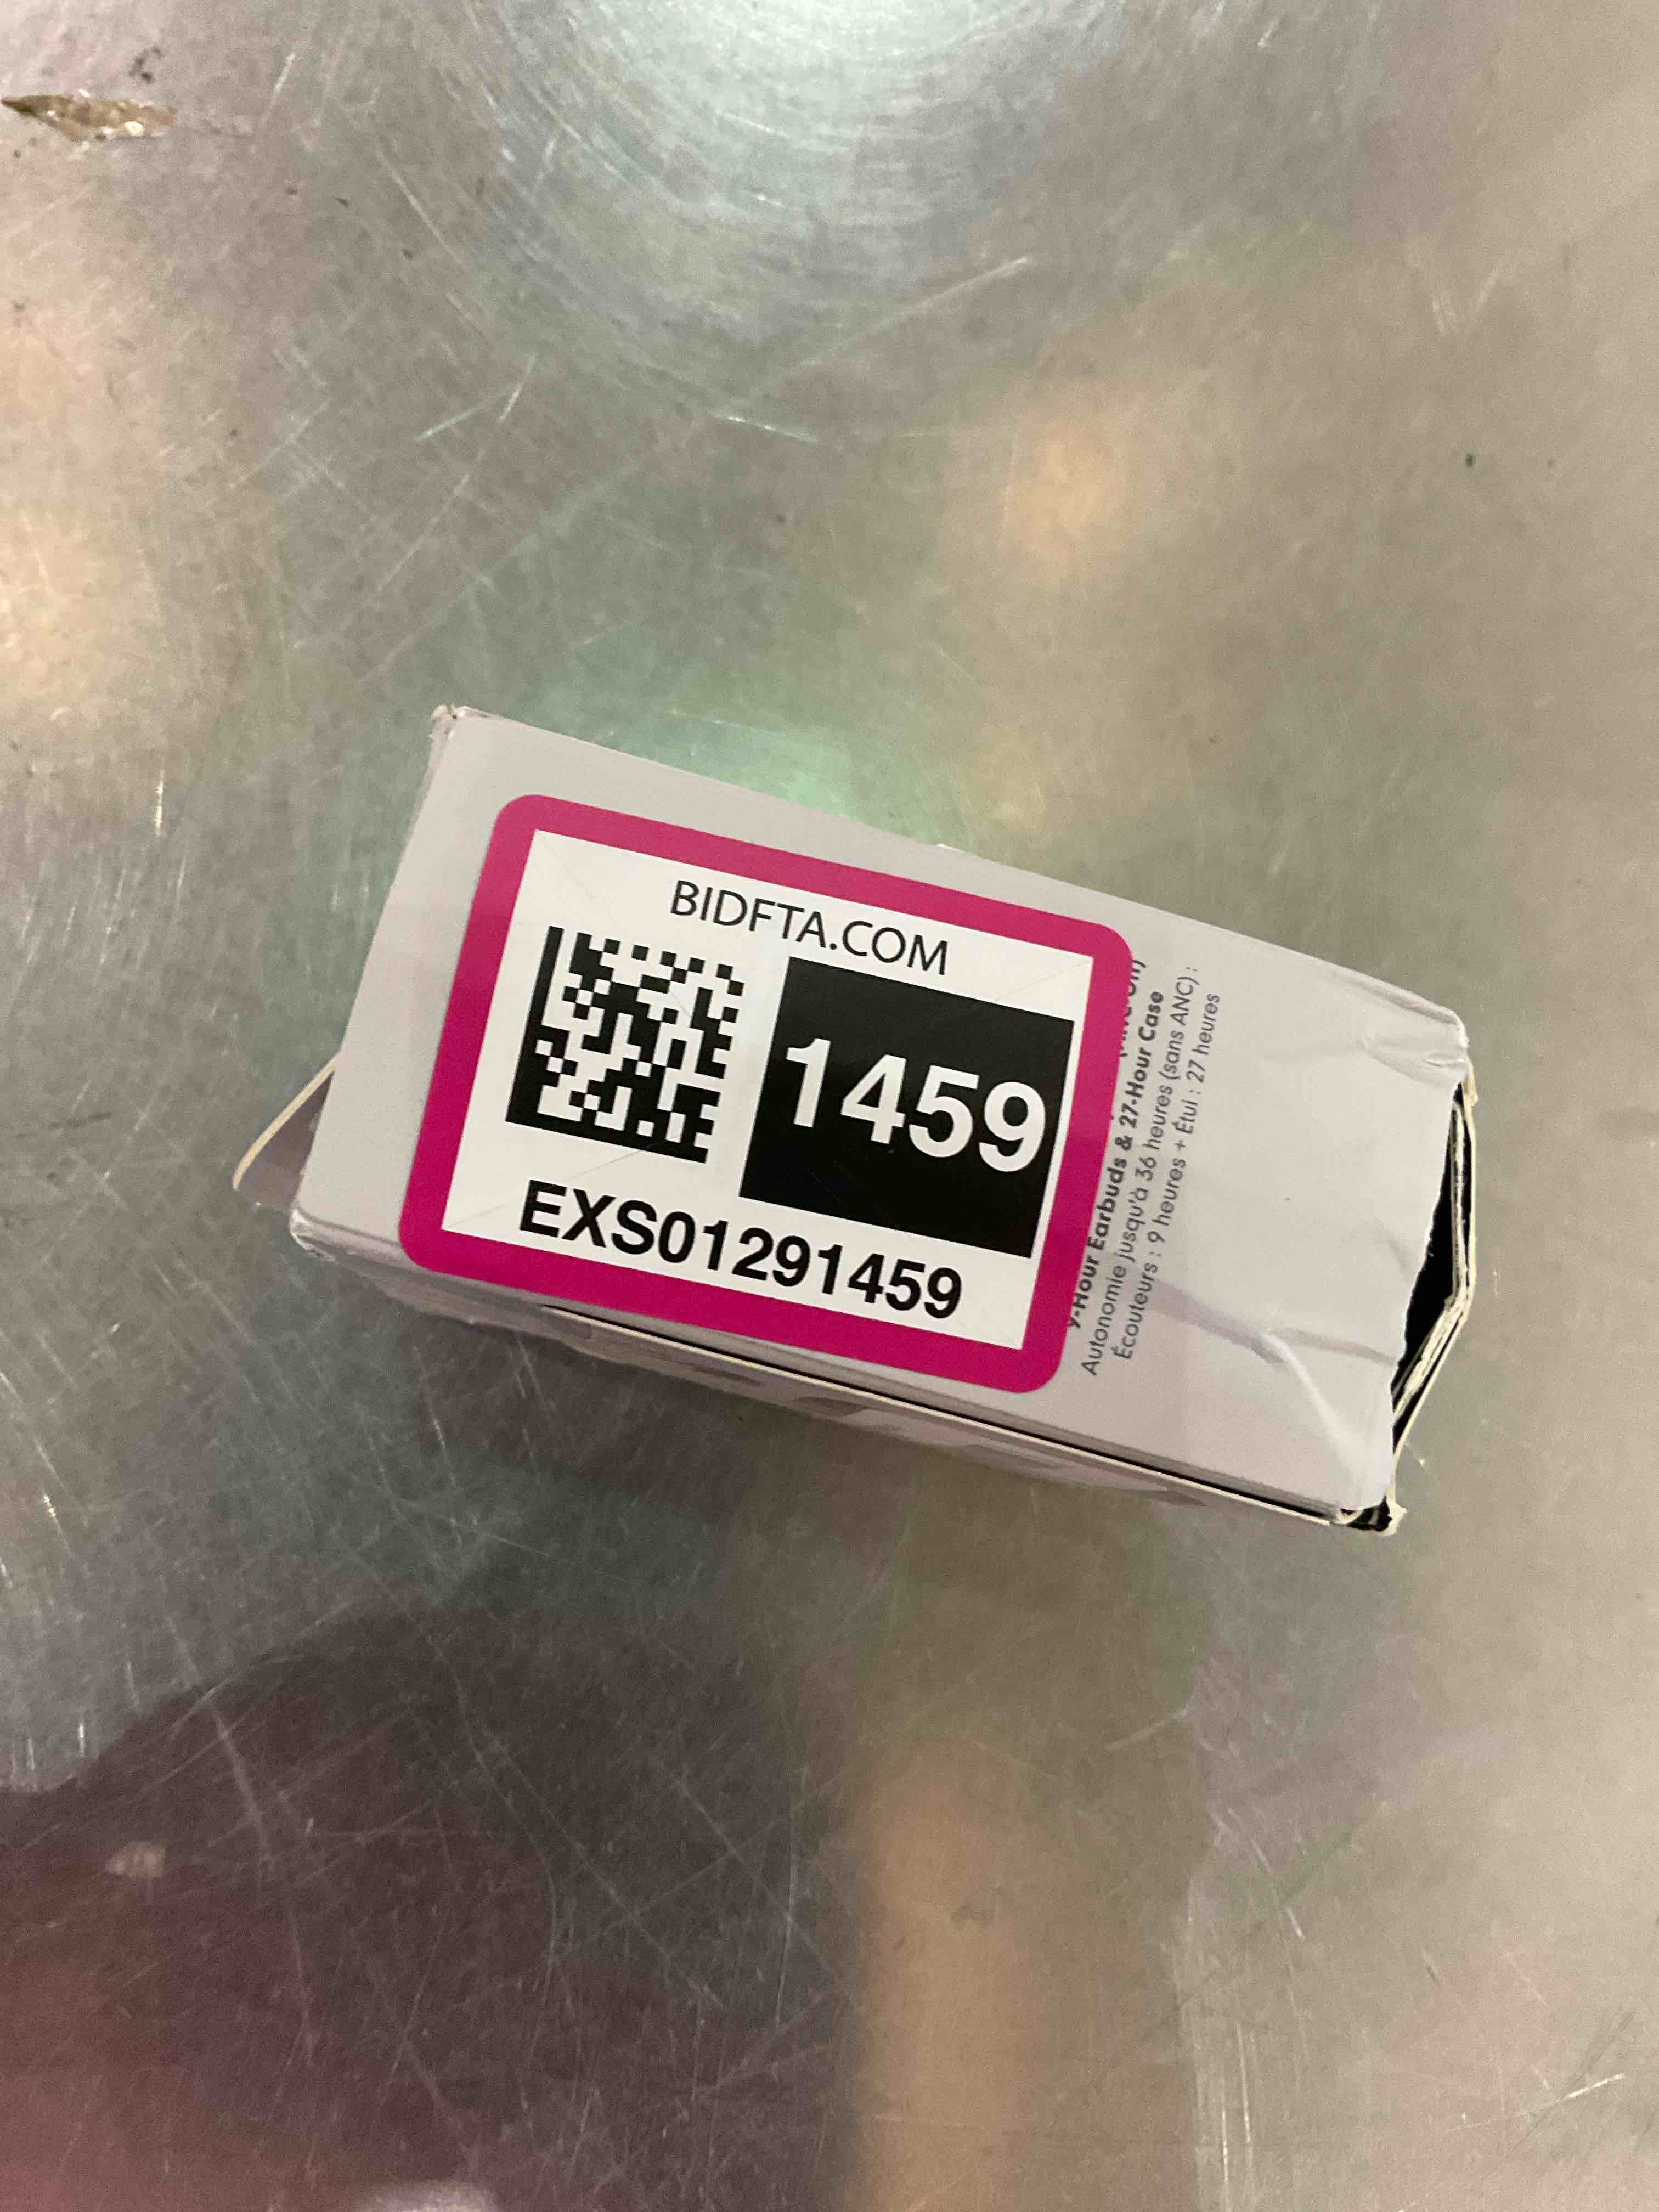 BIDFTA.COM
1459
EXS01291459
9-Hour Earbuds & 27-Hour Case
Autonomie jusqu'à 36 heures (sans ANC) :
Écouteurs : 9 heures + Étui : 27 heures